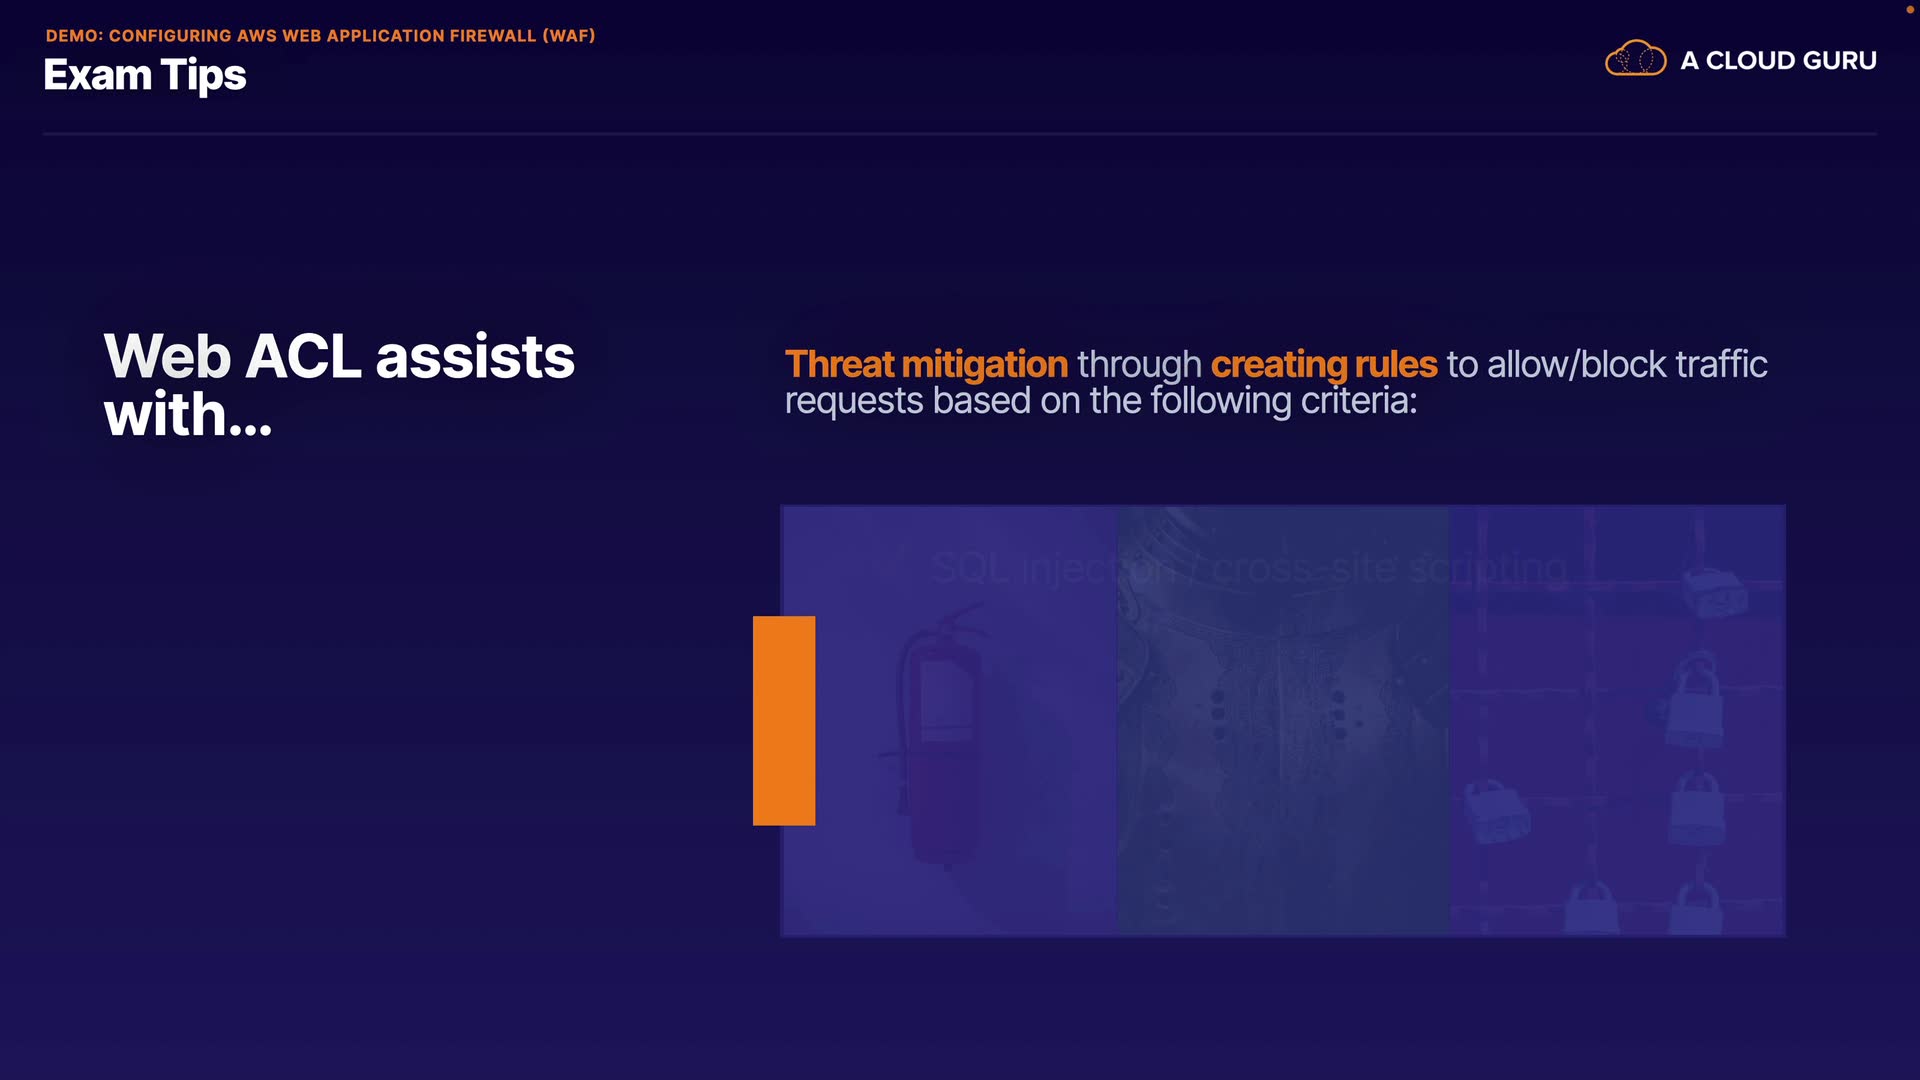 DEMO: CONFIGURING AWS WEB APPLICATION FIREWALL (WAF)
Exam Tips
A CLOUD GURU
Web ACL assists
with...
Threat mitigation through creating rules to allow/block traffic
requests based on the following criteria:
SQL injection / cross-site scripting